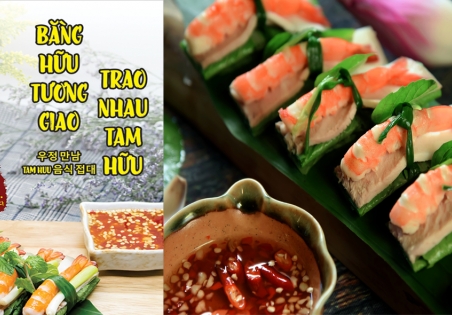 BẰNG
HỮU
TƯƠNG
GIAO
TRAO
NHAU
TAM
HỮU
우정 만남
TAM HUU 음식 접대